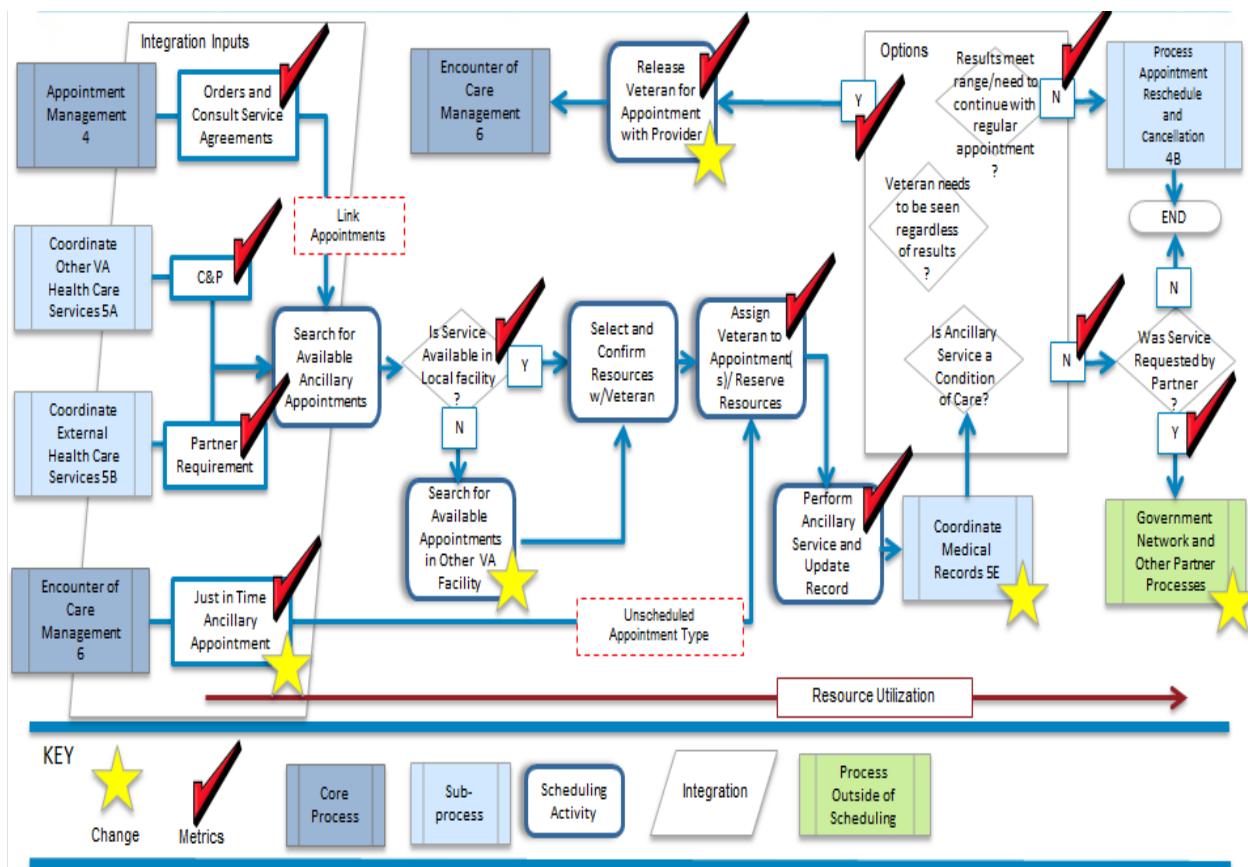 Integration Inputs
Appointment
Management
4
Orders and
Consult Service
Agreements
Encounter of
Care
Management
6
Release
Veteran for
Appointment
with Provider
Y
Options
Results meet
range/need to
continue with
regular
appointment
?
N
Process
Appointment
Reschedule
and
Cancellation
4B
Link
Appointments
Veteran needs
to be seen
regardless
of results
?
END
Coordinate
Other VA
Health Care
Services 5A
C&P
Search for
Available
Ancillary
Appointments
Is Service
Available in
Local facility
?
Y
N
Select and
Confirm
Resources
w/Veteran
Assign
Veteran to
Appointment(
s)/ Reserve
Resources
Is Ancillary
Service a
Condition
of Care?
N
N
Was Service
Requested by
Partner
?
Y
Coordinate
External
Health Care
Services 5B
Partner
Requirement
Search for
Available
Appointments
in Other VA
Facility
Perform
Ancillary
Service and
Update
Record
Coordinate
Medical
Records 5E
Government
Network and
Other Partner
Processes
Encounter of
Care
Management
6
Just in Time
Ancillary
Appointment
Unscheduled
Appointment Type
Resource Utilization
KEY
Change
Metrics
Core
Process
Sub-
process
Scheduling
Activity
Integration
Process
Outside of
Scheduling